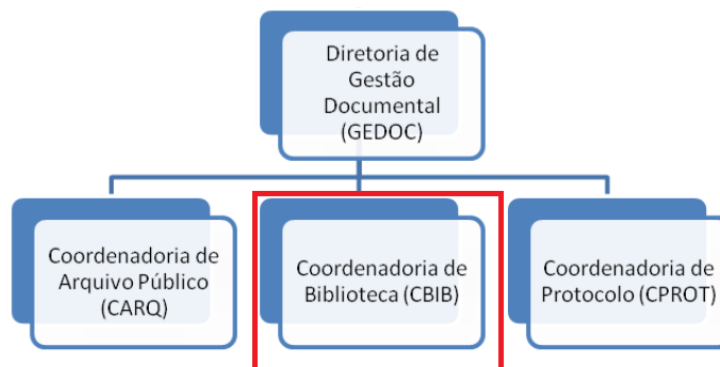 Diretoria de
Gestão
Documental
(GEDOC)
Coordenadoria de
Arquivo Público
(CARQ)
Coordenadoria de
Biblioteca (CBIB)
Coordenadoria de
Protocolo (CPROT)